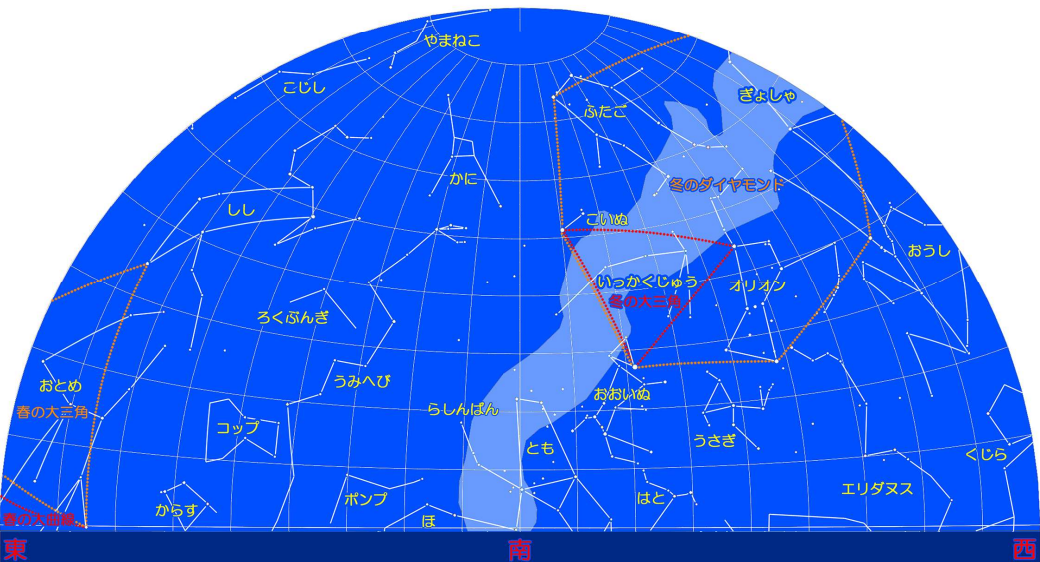 やまねこ
こじし
ぎょしゃ
ふたご
かに
冬のダイヤモンド
しし
こいぬ
おうし
いっかくじゅう
オリオン
冬の大三角
ろくぶんぎ
うみへび
おとめ
おおいぬ
春の大三角
らしんばん
コップ
とも
うさぎ
くじら
エリダヌス
ポンプ
はと
からす
ほ
東
南
西